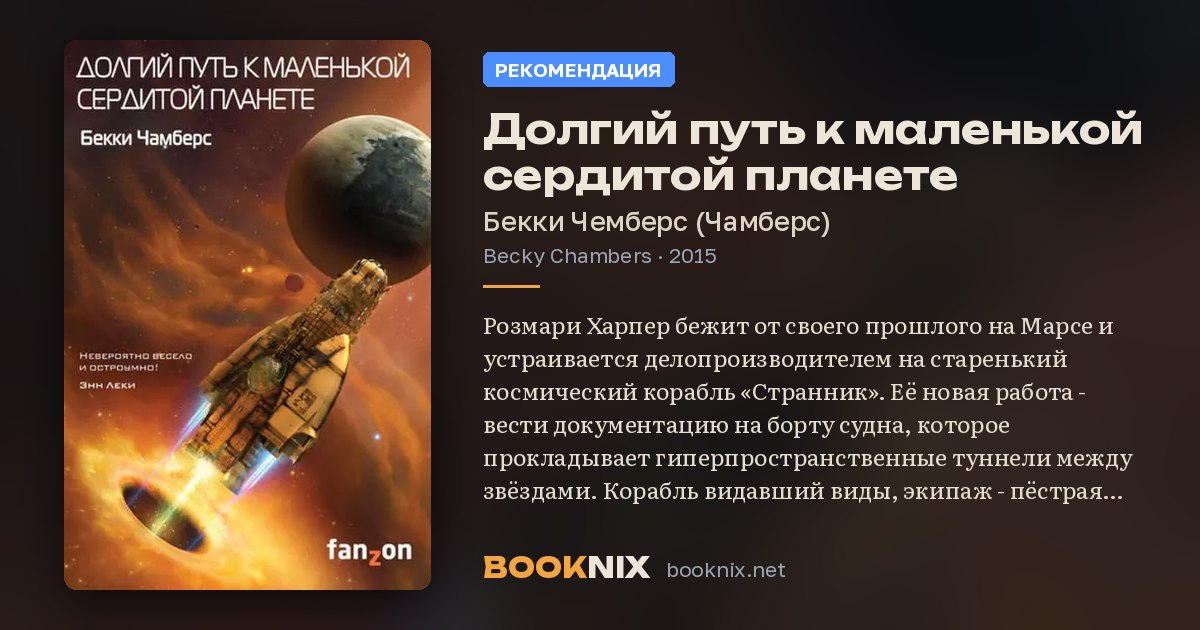 ДОЛГИЙ ПУТЬ К МАЛЕНЬКОЙ
СЕРДИТОЙ ПЛАНЕТЕ
Бекки Чамберс
Невероятно весело
и остроумно!
Энн Леки
fanzon
РЕКОМЕНДАЦИЯ
Долгий путь к маленькой
сердитой планете
Бекки Чемберс (Чамберс)
Becky Chambers · 2015
Розмари Харпер бежит от своего прошлого на Марсе и
устраивается делопроизводителем на старенький
космический корабль «Странник». Её новая работа -
вести документацию на борту судна, которое
прокладывает гиперпространственные туннели между
звёздами. Корабль видавший виды, экипаж - пёстрая...
BOOKNIX booknix.net